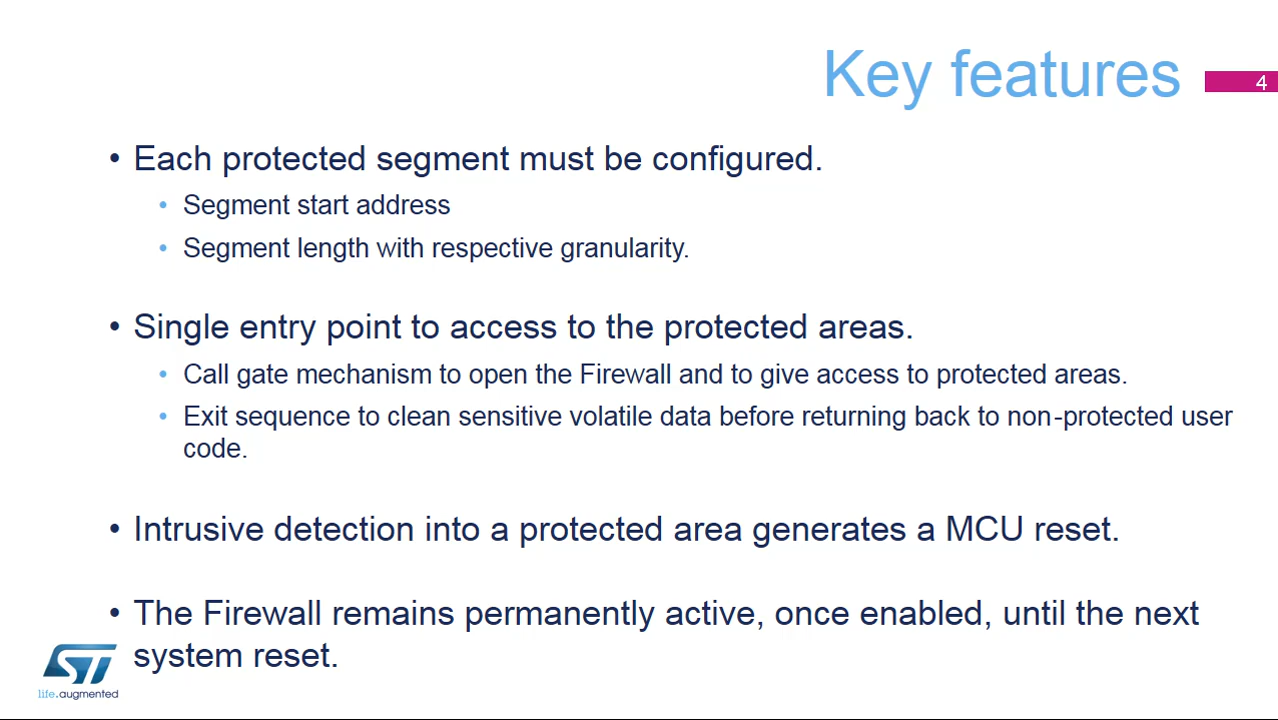 Key features
4
• Each protected segment must be configured.
• Segment start address
• Segment length with respective granularity.
• Single entry point to access to the protected areas.
• Call gate mechanism to open the Firewall and to give access to protected areas.
• Exit sequence to clean sensitive volatile data before returning back to non-protected user
code.
• Intrusive detection into a protected area generates a MCU reset.
• The Firewall remains permanently active, once enabled, until the next
system reset.
ST
life.augmented